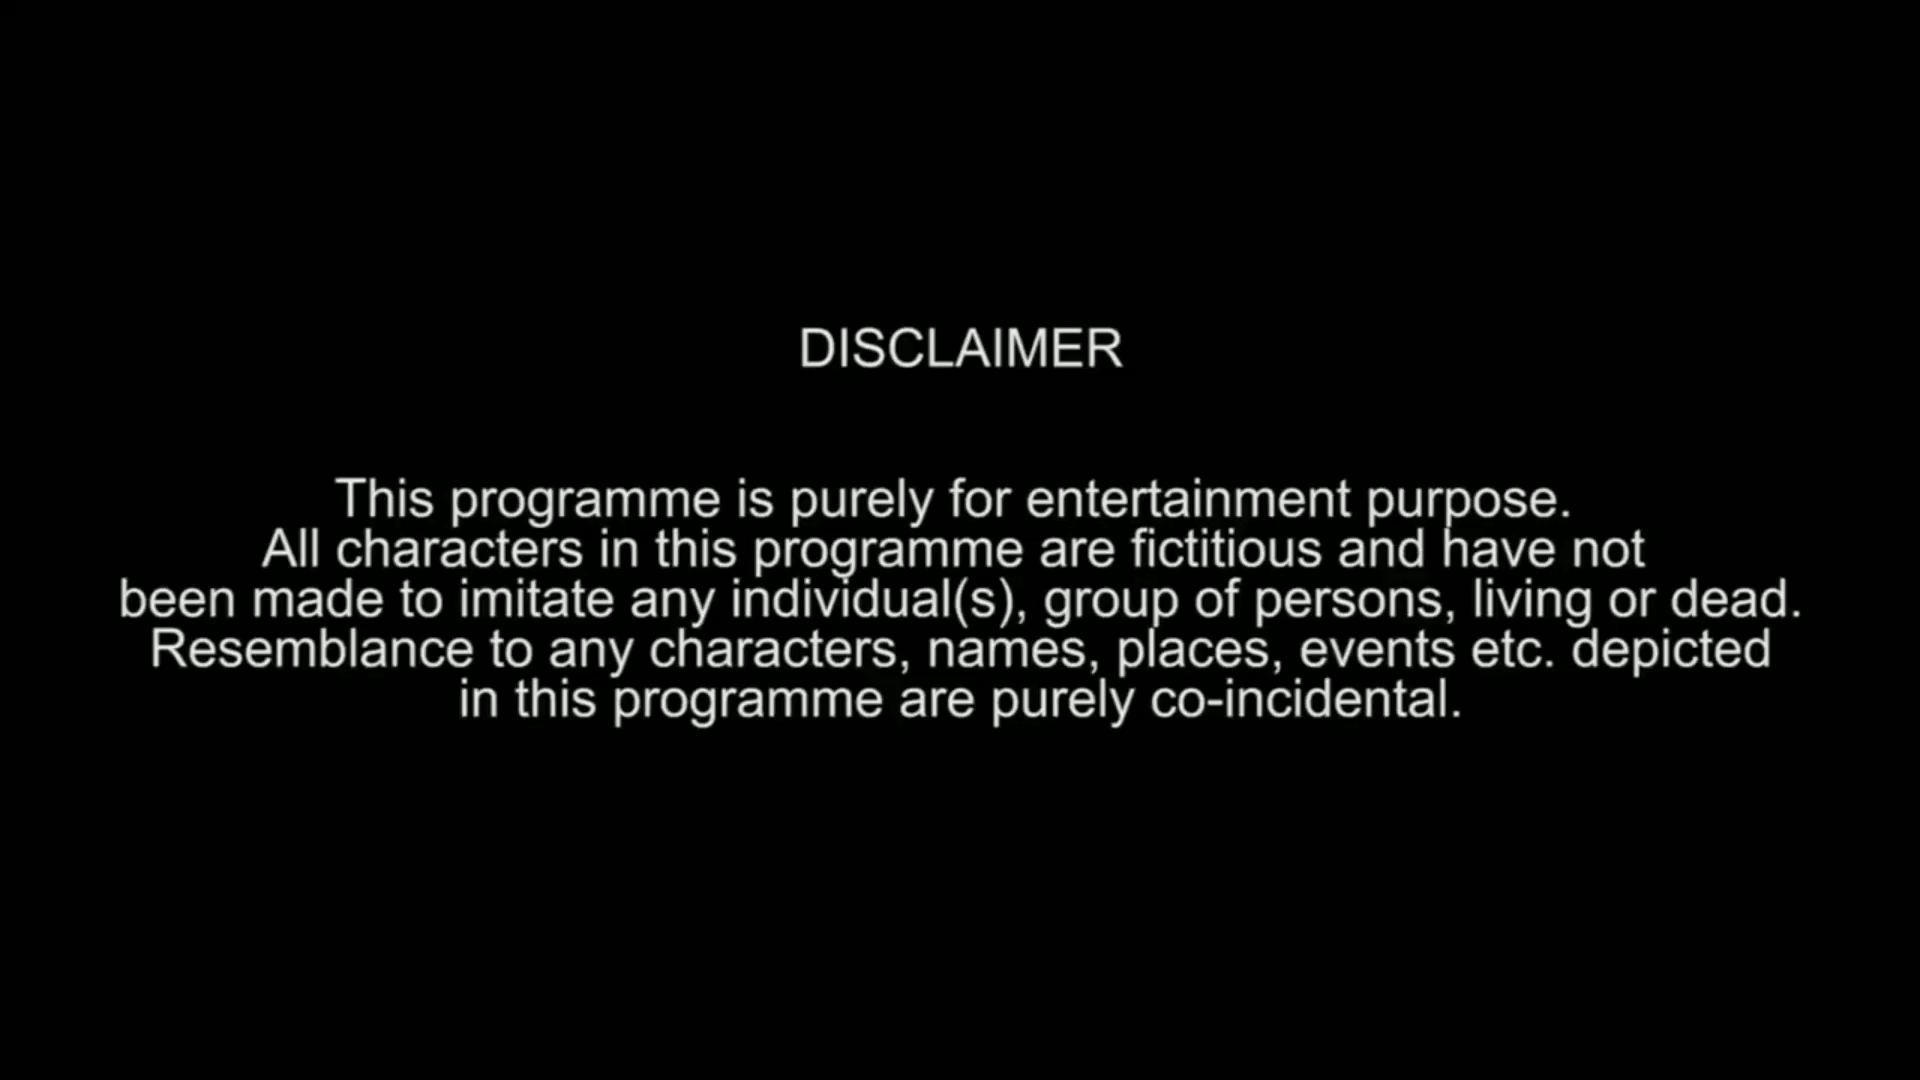 DISCLAIMER
This programme is purely for entertainment purpose.
All characters in this programme are fictitious and have not
been made to imitate any individual(s), group of persons, living or dead.
Resemblance to any characters, names, places, events etc. depicted
in this programme are purely co-incidental.